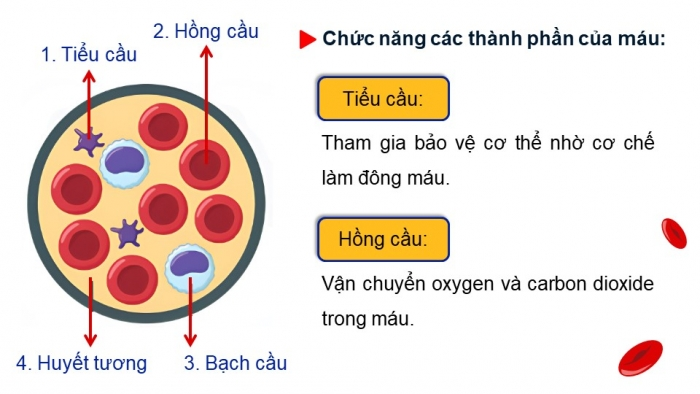 2. Hồng cầu
1. Tiểu cầu
4. Huyết tương
3. Bạch cầu
Chức năng các thành phần của máu:
Tiểu cầu:
Tham gia bảo vệ cơ thể nhờ cơ chế
làm đông máu.
Hồng cầu:
Vận chuyển oxygen và carbon dioxide
trong máu.